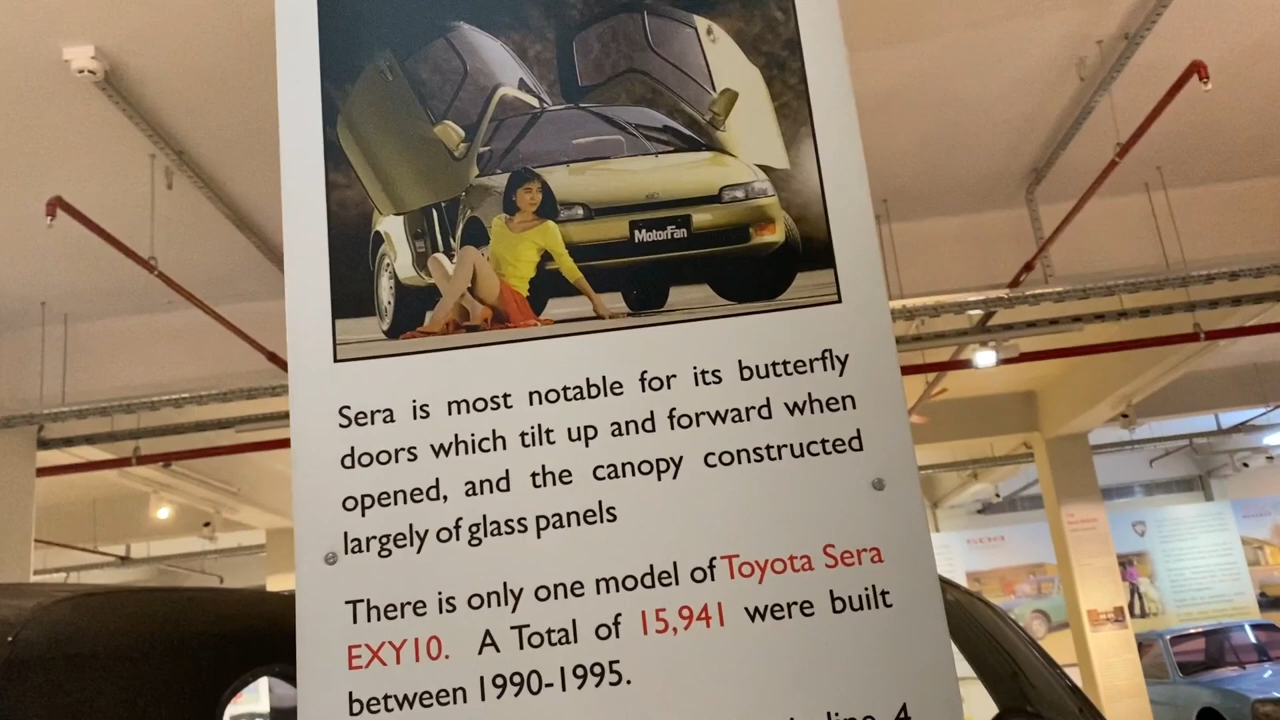 MotorFan
Sera is most notable for its butterfly
doors which tilt up and forward when
opened, and the canopy constructed
largely of glass panels
There is only one model of Toyota Sera
EXY10. A Total of 15,941 were built
between 1990-1995.
4